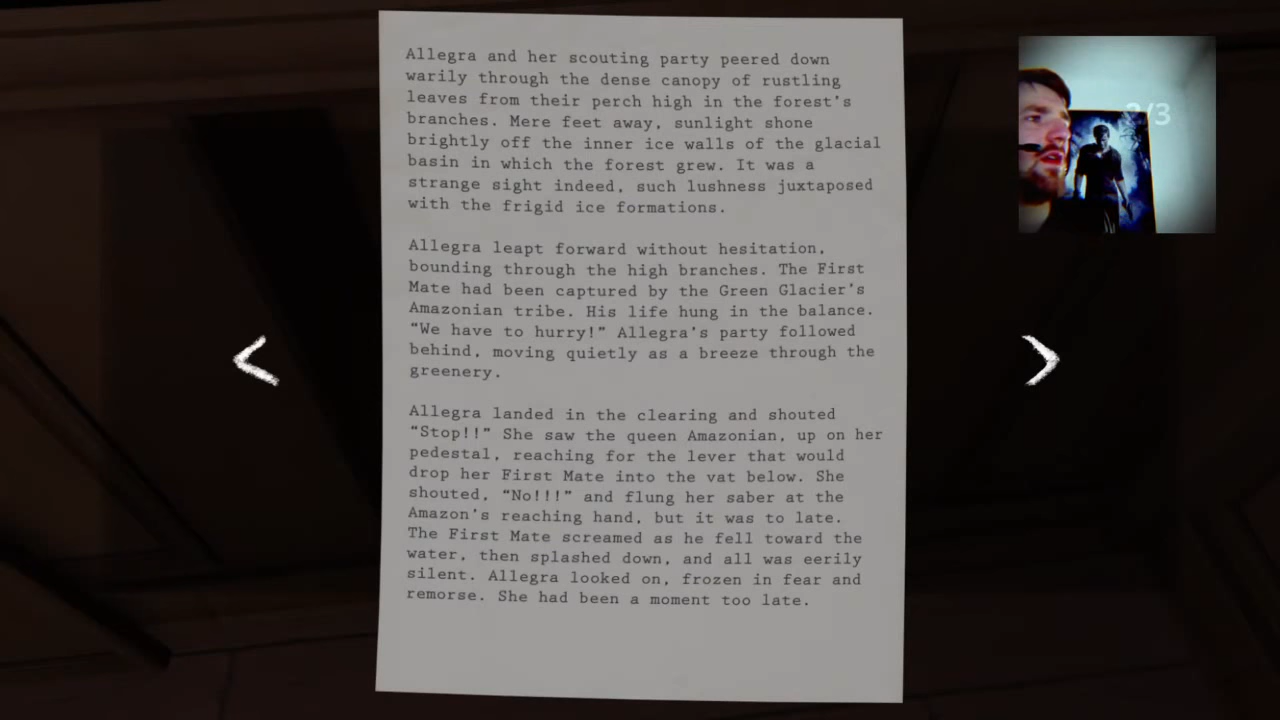 Allegra and her scouting party peered down
warily through the dense canopy of rustling
leaves from their perch high in the forest's
branches. Mere feet away, sunlight shone
brightly off the inner ice walls of the glacial
basin in which the forest grew. It was a
strange sight indeed, such lushness juxtaposed
with the frigid ice formations.
Allegra leapt forward without hesitation,
bounding through the high branches. The First
Mate had been captured by the Green Glacier's
Amazonian tribe. His life hung in the balance.
“We have to hurry!” Allegra's party followed
behind, moving quietly as a breeze through the
greenery.
Allegra landed in the clearing and shouted
“Stop!!” She saw the queen Amazonian, up on her
pedestal, reaching for the lever that would
drop her First Mate into the vat below. She
shouted, “No!!!” and flung her saber at the
Amazon's reaching hand, but it was to late.
The First Mate screamed as he fell toward the
water, then splashed down, and all was eerily
silent. Allegra looked on, frozen in fear and
remorse. She had been a moment too late.
/3